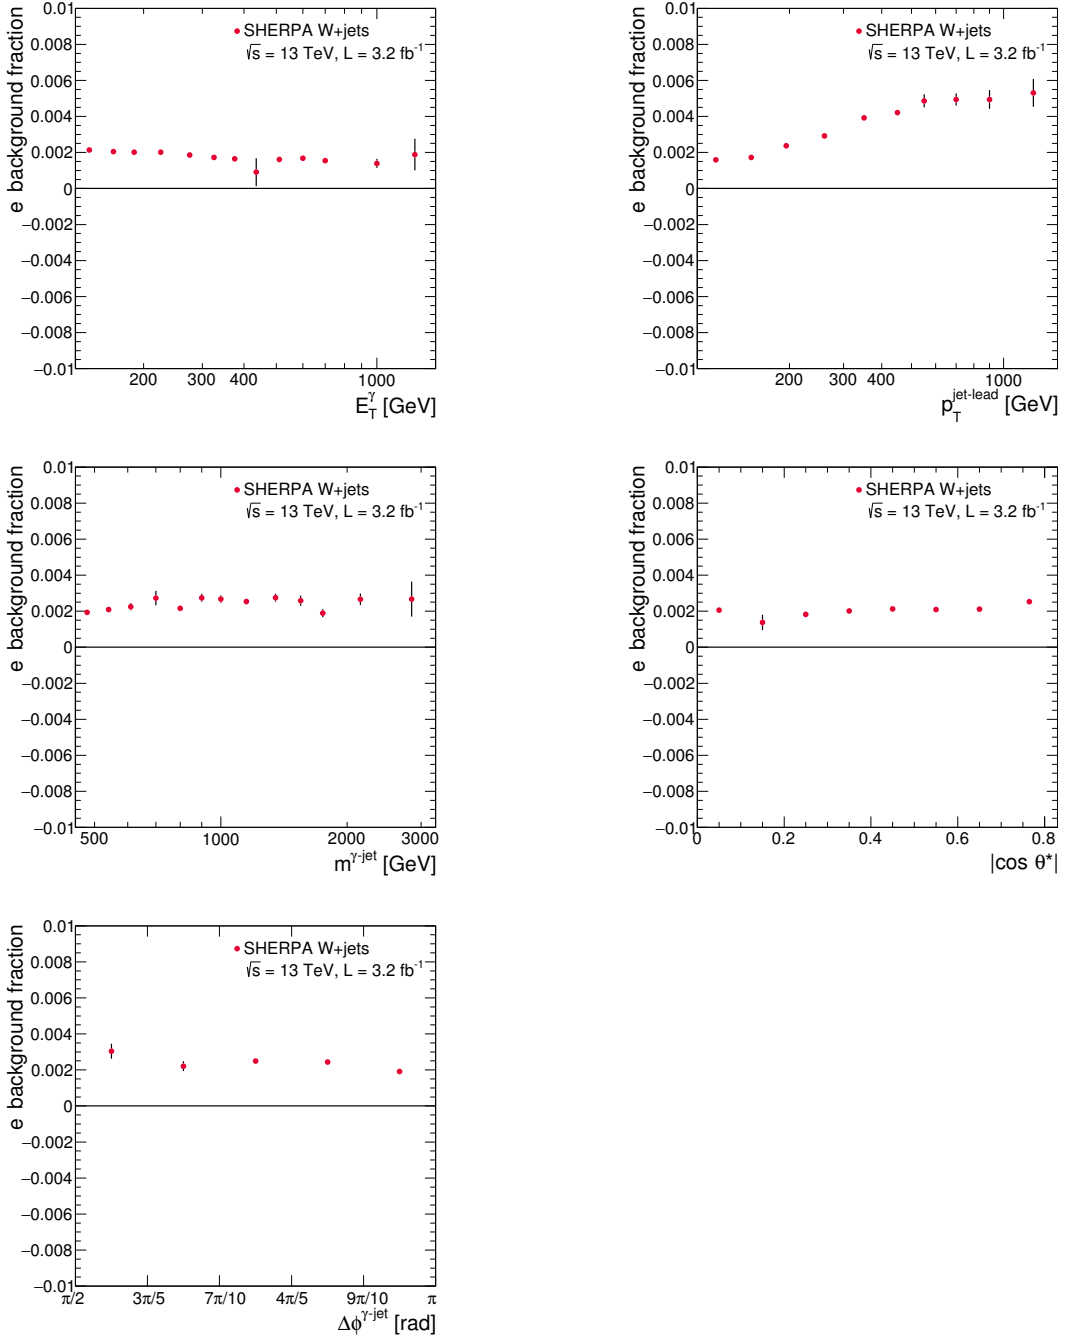 e background fraction
0.01
0.008
0.006
0.004
0.002
0
−0.002
−0.004
−0.006
−0.008
−0.01
SHERPA W+jets
√s = 13 TeV, L = 3.2 fb⁻¹
200 300 400 1000
E_T^γ [GeV]
e background fraction
0.01
0.008
0.006
0.004
0.002
0
−0.002
−0.004
−0.006
−0.008
−0.01
SHERPA W+jets
√s = 13 TeV, L = 3.2 fb⁻¹
200 300 400 1000
p_T^jet-lead [GeV]
e background fraction
0.01
0.008
0.006
0.004
0.002
0
−0.002
−0.004
−0.006
−0.008
−0.01
SHERPA W+jets
√s = 13 TeV, L = 3.2 fb⁻¹
500 1000 2000 3000
m^γ-jet [GeV]
e background fraction
0.01
0.008
0.006
0.004
0.002
0
−0.002
−0.004
−0.006
−0.008
−0.01
SHERPA W+jets
√s = 13 TeV, L = 3.2 fb⁻¹
0 0.2 0.4 0.6 0.8
|cos θ*|
e background fraction
0.01
0.008
0.006
0.004
0.002
0
−0.002
−0.004
−0.006
−0.008
−0.01
SHERPA W+jets
√s = 13 TeV, L = 3.2 fb⁻¹
π/2 3π/5 7π/10 4π/5 9π/10 π
Δϕ^γ-jet [rad]